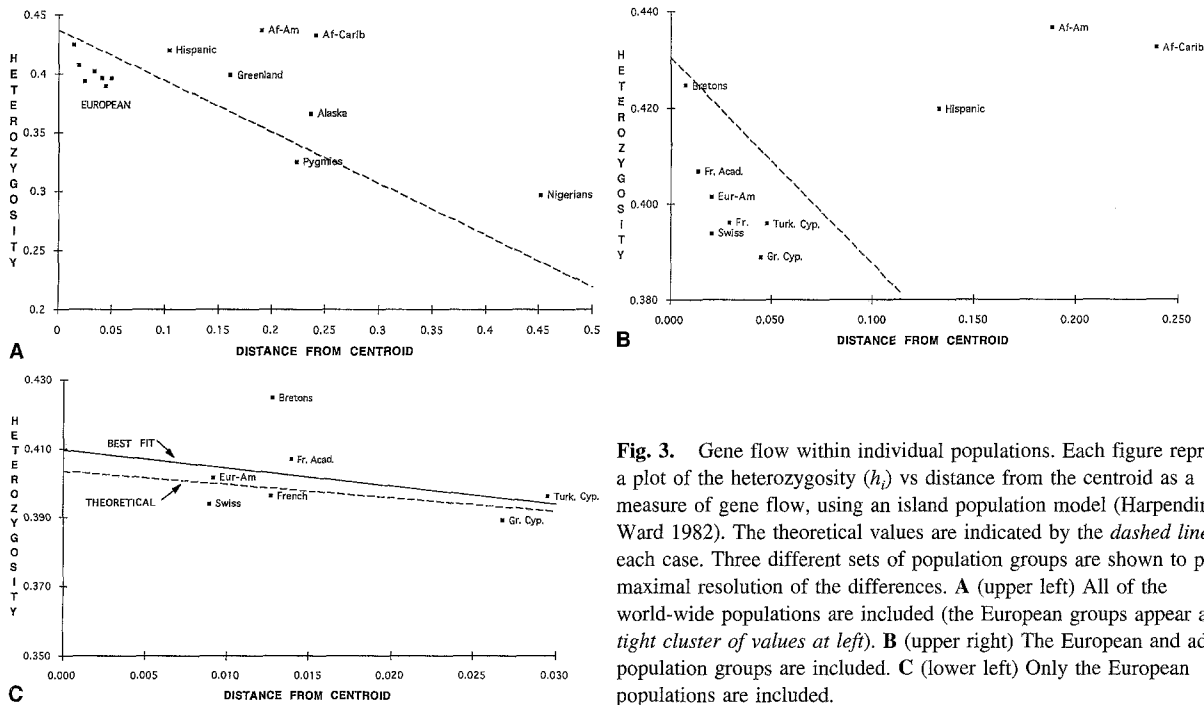 0.45
0.4
0.35
0.3
0.25
0.2
HETEROZYGOSITY
Af-Am
Af-Carib
Hispanic
Greenland
EUROPEAN
Alaska
Pygmies
Nigerians
0 0.05 0.1 0.15 0.2 0.25 0.3 0.35 0.4 0.45 0.5
DISTANCE FROM CENTROID
A
0.440
0.420
0.400
0.380
HETEROZYGOSITY
Af-Am
Af-Carib
Bretons
Hispanic
Fr. Acad.
Eur-Am
Fr.
Turk. Cyp.
Swiss
Gr. Cyp.
0.000 0.050 0.100 0.150 0.200 0.250
DISTANCE FROM CENTROID
B
0.430
0.410
0.390
0.370
0.350
HETEROZYGOSITY
Bretons
BEST FIT
Fr. Acad.
Eur-Am
French
Turk. Cyp.
THEORETICAL
Swiss
Gr. Cyp.
0.000 0.005 0.010 0.015 0.020 0.025 0.030
DISTANCE FROM CENTROID
C
Fig. 3. Gene flow within individual populations. Each figure repr
a plot of the heterozygosity (hi) vs distance from the centroid as a
measure of gene flow, using an island population model (Harpendin
Ward 1982). The theoretical values are indicated by the dashed line
each case. Three different sets of population groups are shown to p
maximal resolution of the differences. A (upper left) All of the
world-wide populations are included (the European groups appear a
tight cluster of values at left). B (upper right) The European and ad
population groups are included. C (lower left) Only the European
populations are included.